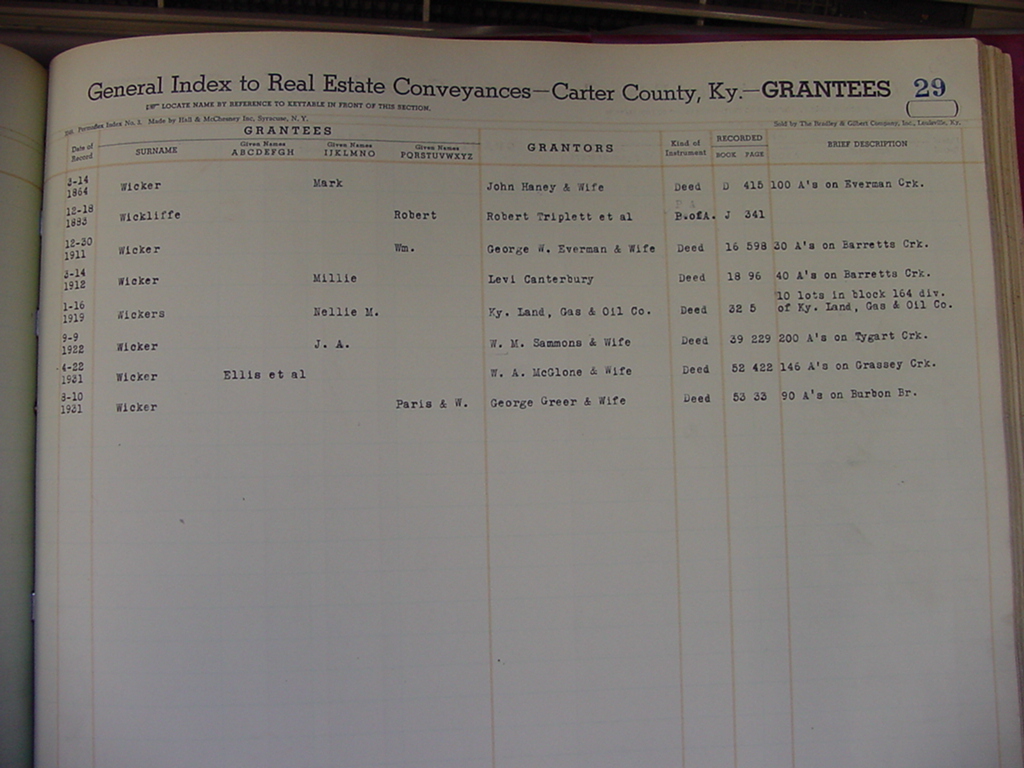 General Index to Real Estate Conveyances—Carter County, Ky.—GRANTEES 29
LOCATE NAME BY REFERENCE TO KEYTABLE IN FRONT OF THIS SECTION.
Index No. 1. Made by Hall & McChesney Inc, Syracuse, N. Y. Sold by The Bradley & Gilbert Company, Inc., Louisville, Ky.
GRANTEES
Date of Record SURNAME Given Names ABCDEFGH Given Names IJKLMNO Given Names PQRSTUVWXYZ GRANTORS Kind of Instrument RECORDED BOOK PAGE BRIEF DESCRIPTION
3-14 1864 Wicker Mark John Haney & Wife Deed D 415 100 A's on Everman Crk.
12-18 1893 Wickliffe Robert Robert Triplett et al P.ofA. J 341
12-30 1911 Wicker Wm. George W. Everman & Wife Deed 16 598 30 A's on Barretts Crk.
3-14 1912 Wicker Millie Levi Canterbury Deed 18 96 40 A's on Barretts Crk.
1-16 1919 Wickers Nellie M. Ky. Land, Gas & Oil Co. Deed 32 5 10 lots in block 164 div. of Ky. Land, Gas & Oil Co.
9-9 1922 Wicker J. A. W. M. Sammons & Wife Deed 39 229 200 A's on Tygart Crk.
4-22 1931 Wicker Ellis et al W. A. McGlone & Wife Deed 52 422 146 A's on Grassey Crk.
8-10 1931 Wicker Paris & W. George Greer & Wife Deed 53 33 90 A's on Burbon Br.